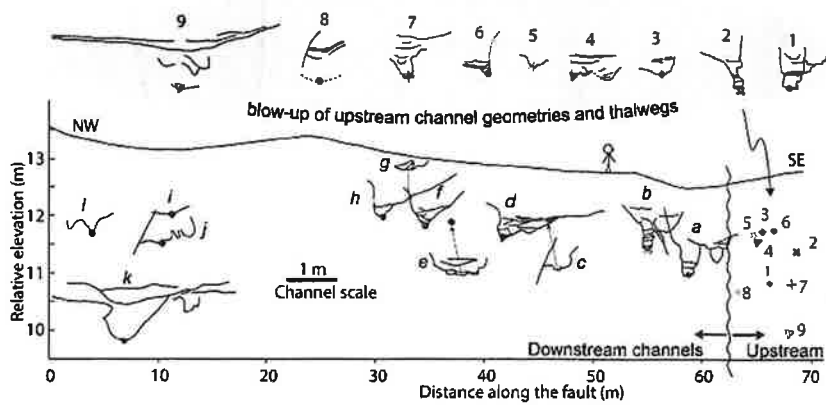 9 8 7 6 5 4 3 2 1
blow-up of upstream channel geometries and thalwegs
NW
SE
Relative elevation (m)
13
12
11
10
g
h f d b a
l i j
k
e c
1 m
Channel scale
5 3 6
4 2
1
8 7
9
Downstream channels Upstream
0 10 20 30 40 50 60 70
Distance along the fault (m)